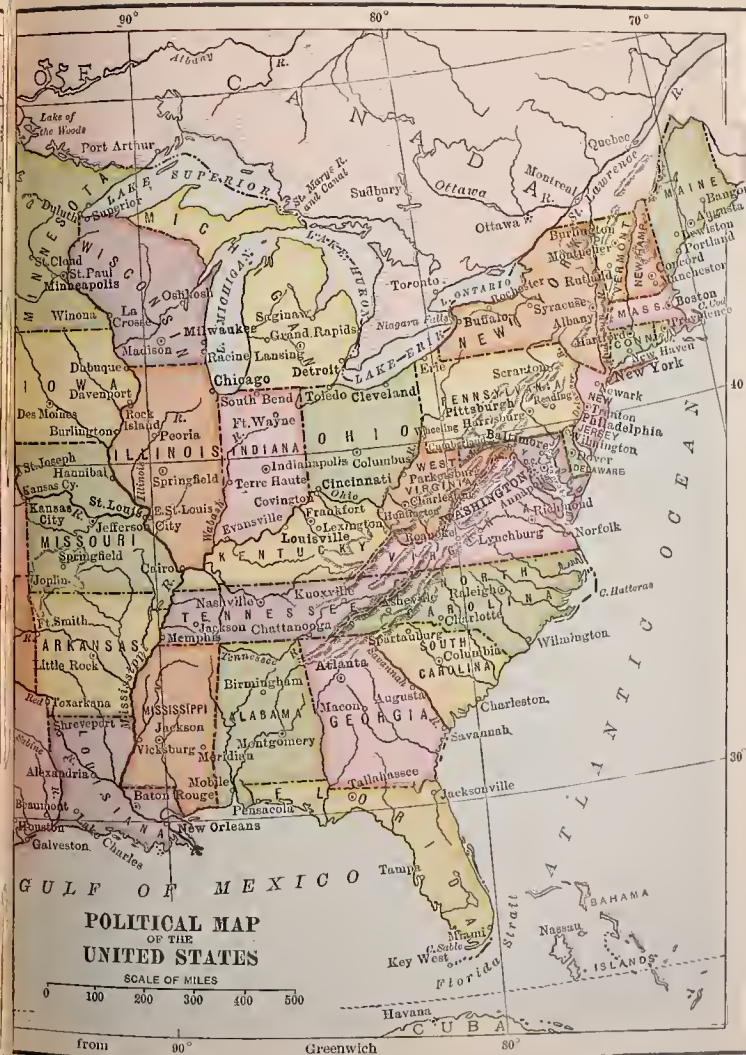 90°
80°
70°
OF CANADA
Albany R.
Lake of
the Woods
Port Arthur
LAKE SUPERIOR
St. Marys R.
and Canal
Sudbury
Ottawa R.
Quebec
Montreal
St. Lawrence R.
Ottawa
MAINE
Bangor
Augusta
Lewiston
Portland
MINNESOTA
Duluth
Superior
MICHIGAN
WISCONSIN
L. MICHIGAN
LAKE HURON
St. Cloud
St. Paul
Minneapolis
Oshkosh
Toronto
L. ONTARIO
Rochester
Burlington
Montpelier
VERMONT
NEW HAMP.
Rutland
Concord
Manchester
Winona
La
Crosse
Milwaukee
Saginaw
Grand Rapids
Niagara Falls
Buffalo
Syracuse
Albany
MASS.
Boston
C. Cod
Madison
Racine
Lansing
Detroit
LAKE ERIE
NEW YORK
Hartford
CONN.
Providence
New Haven
Dubuque
Chicago
Erie
Scranton
New York
IOWA
Davenport
South Bend
Toledo
Cleveland
PENNSYLVANIA
Newark
40
Des Moines
Rock
Island
R.
Ft. Wayne
OHIO
Pittsburgh
Reading
NEW
JERSEY
Trenton
Burlington
Peoria
Wheeling
Harrisburg
Philadelphia
ILLINOIS
INDIANA
Cumberland
Baltimore
Wilmington
St. Joseph
Hannibal
Indianapolis
Columbus
WEST
VIRGINIA
Dover
DELAWARE
Kansas Cy.
Springfield
Terre Haute
Cincinnati
Parkersburg
WASHINGTON
Kansas
City
St. Louis
E. St. Louis
Illinois
Covington
Ohio
Charleston
Huntington
Richmond
Jefferson
City
Wabash
Evansville
Frankfort
Lexington
Louisville
Roanoke
Lynchburg
Norfolk
MISSOURI
Springfield
Cairo
KENTUCKY
Joplin
R.
Knoxville
NORTH
CAROLINA
C. Hatteras
Nashville
TENNESSEE
Asheville
Raleigh
Ft. Smith
Jackson
Chattanooga
Charlotte
ARKANSAS
Memphis
Spartanburg
Wilmington
Little Rock
Tennessee
R.
SOUTH
CAROLINA
Columbia
Mississippi
Birmingham
Atlanta
Savannah
R.
Red
Texarkana
MISSISSIPPI
ALABAMA
Macon
Augusta
Charleston
Shreveport
Jackson
GEORGIA
Savannah
Sabine
LOUISIANA
Vicksburg
Montgomery
Meridian
30°
Alexandria
Mobile
Tallahassee
Jacksonville
Beaumont
Baton Rouge
Pensacola
FLORIDA
Houston
Lake Charles
New Orleans
Galveston
Tampa
ATLANTIC OCEAN
GULF OF MEXICO
BAHAMA
ISLANDS
Miami
Nassau
C. Sable
Key West
Florida Strait
POLITICAL MAP
OF THE
UNITED STATES
SCALE OF MILES
0 100 200 300 400 500
Havana
CUBA
from 90° Greenwich 80°